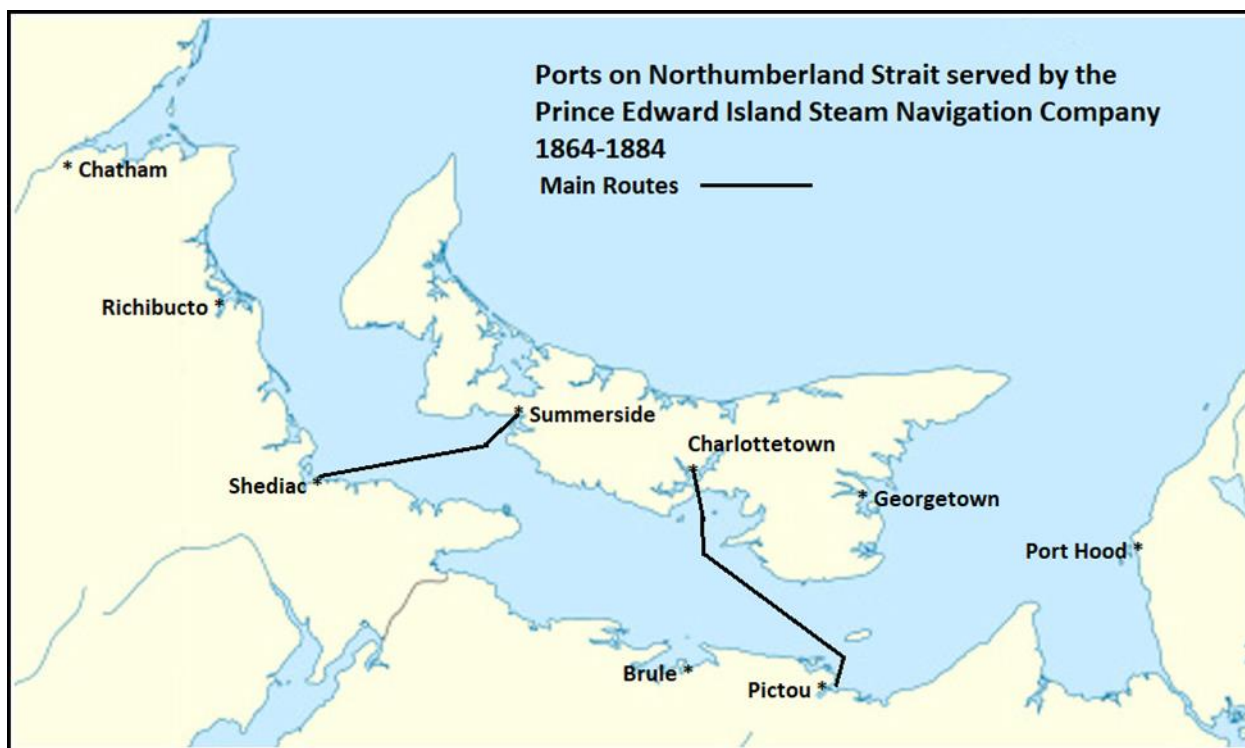 Ports on Northumberland Strait served by the
Prince Edward Island Steam Navigation Company
1864-1884
Main Routes
* Chatham
Richibucto *
* Summerside
Charlottetown
*
Shediac *
* Georgetown
Port Hood *
Brule *
Pictou *